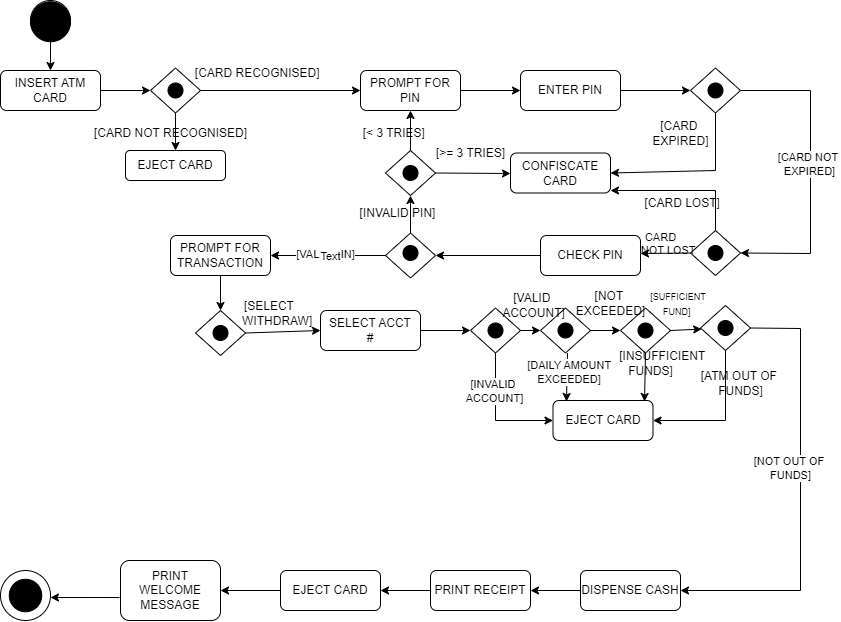 [CARD RECOGNISED]
INSERT ATM
CARD
PROMPT FOR
PIN
ENTER PIN
[CARD NOT RECOGNISED]
[< 3 TRIES]
[CARD
EXPIRED]
EJECT CARD
[>= 3 TRIES]
CONFISCATE
CARD
[CARD NOT
EXPIRED]
[INVALID PIN]
[CARD LOST]
PROMPT FOR
TRANSACTION
[VAL Text IN]
CHECK PIN
CARD
NOT LOST
[SELECT
WITHDRAW]
SELECT ACCT
#
[VALID
ACCOUNT]
[NOT
EXCEEDED]
[SUFFICIENT
FUND]
[INVALID
ACCOUNT]
[DAILY AMOUNT
EXCEEDED]
[INSUFFICIENT
FUNDS]
[ATM OUT OF
FUNDS]
EJECT CARD
[NOT OUT OF
FUNDS]
PRINT
WELCOME
MESSAGE
EJECT CARD
PRINT RECEIPT
DISPENSE CASH